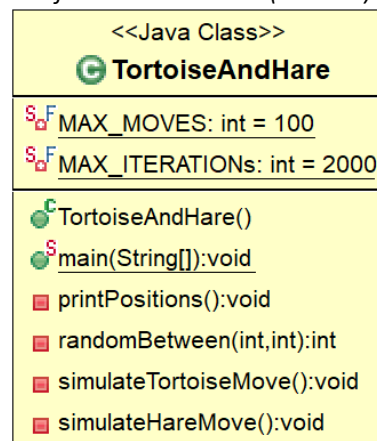 <<Java Class>>
G TortoiseAndHare
S F MAX_MOVES: int = 100
S F MAX_ITERATIONs: int = 2000
C TortoiseAndHare()
S main(String[]):void
printPositions():void
randomBetween(int,int):int
simulateTortoiseMove():void
simulateHareMove():void